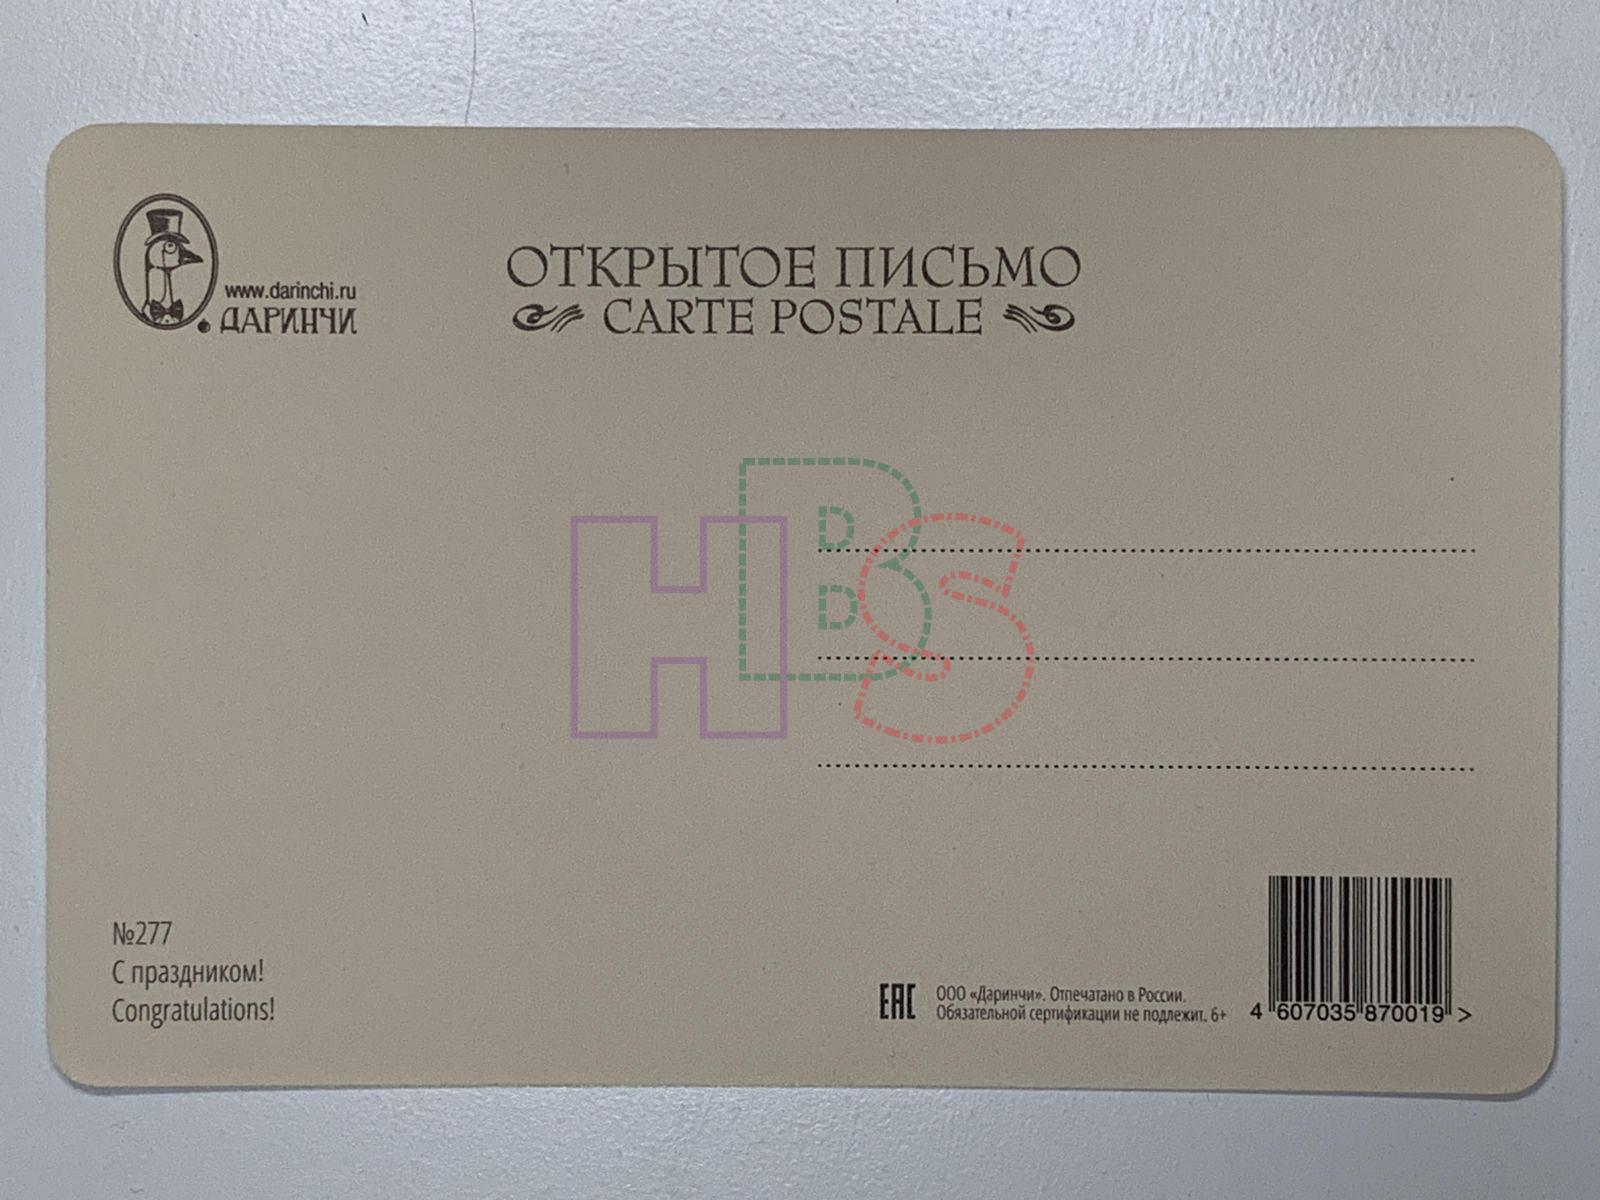 www.darinchi.ru
ДАРИНЧИ
ОТКРЫТОЕ ПИСЬМО
CARTE POSTALE
HBS
№277
С праздником!
Congratulations!
EAC
ООО «Даринчи». Отпечатано в России.
Обязательной сертификации не подлежит. 6+
4 607035 870019 >